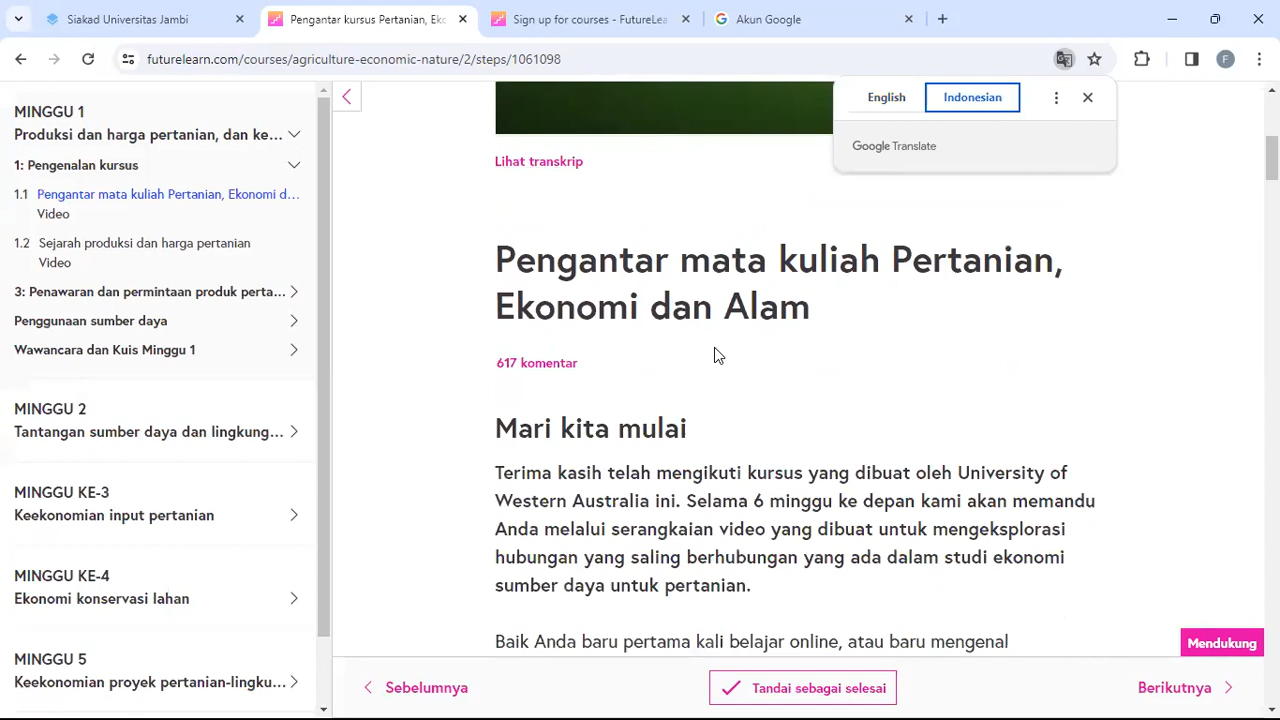 Siakad Universitas Jambi
Pengantar kursus Pertanian, Eko
Sign up for courses - FutureLea
Akun Google
futurelearn.com/courses/agriculture-economic-nature/2/steps/1061098
F
English
Indonesian
Google Translate
MINGGU 1
Produksi dan harga pertanian, dan ke...
1: Pengenalan kursus
1.1 Pengantar mata kuliah Pertanian, Ekonomi d...
Video
1.2 Sejarah produksi dan harga pertanian
Video
3: Penawaran dan permintaan produk perta...
Penggunaan sumber daya
Wawancara dan Kuis Minggu 1
MINGGU 2
Tantangan sumber daya dan lingkung...
MINGGU KE-3
Keekonomian input pertanian
MINGGU KE-4
Ekonomi konservasi lahan
MINGGU 5
Keekonomian proyek pertanian-lingku...
Lihat transkrip
Pengantar mata kuliah Pertanian,
Ekonomi dan Alam
617 komentar
Mari kita mulai
Terima kasih telah mengikuti kursus yang dibuat oleh University of
Western Australia ini. Selama 6 minggu ke depan kami akan memandu
Anda melalui serangkaian video yang dibuat untuk mengeksplorasi
hubungan yang saling berhubungan yang ada dalam studi ekonomi
sumber daya untuk pertanian.
Baik Anda baru pertama kali belajar online, atau baru mengenal
Mendukung
Sebelumnya
Tandai sebagai selesai
Berikutnya